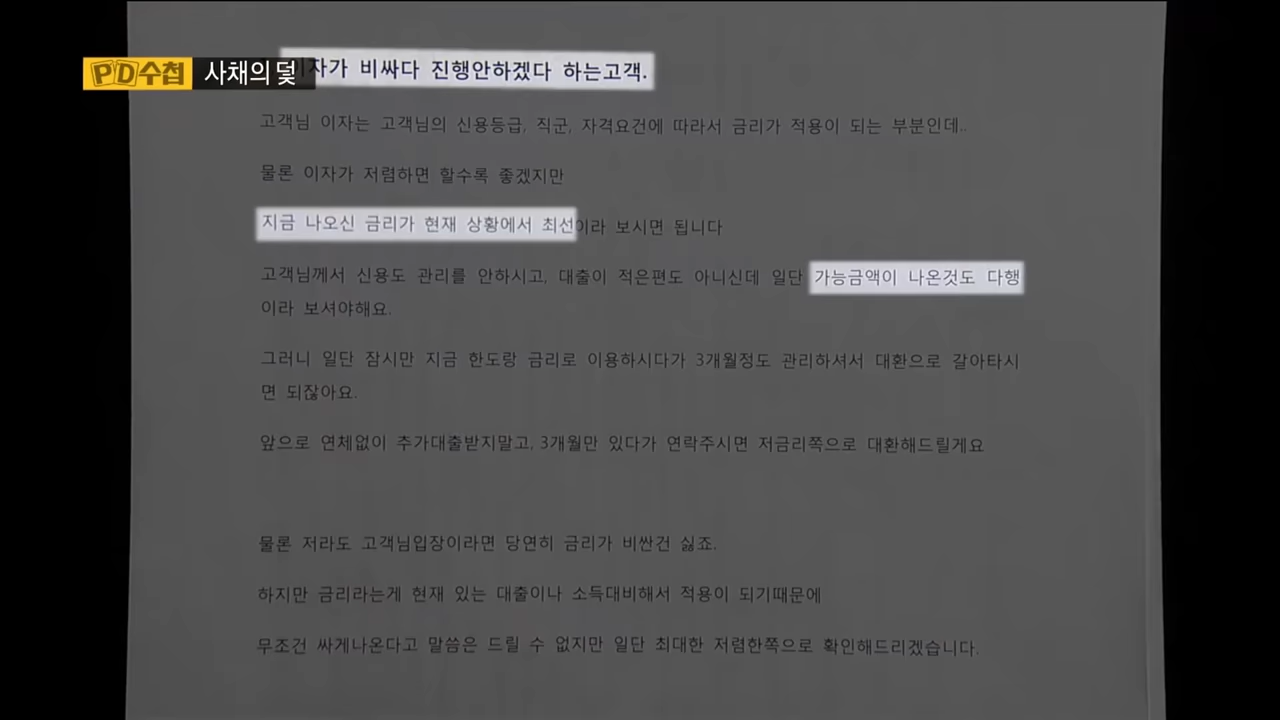 PD수첩 사채의 덫
이자가 비싸다 진행안하겠다 하는고객.
고객님 이자는 고객님의 신용등급, 직군, 자격요건에 따라서 금리가 적용이 되는 부분인데..
물론 이자가 저렴하면 할수록 좋겠지만
지금 나오신 금리가 현재 상황에서 최선이라 보시면 됩니다
고객님께서 신용도 관리를 안하시고, 대출이 적은편도 아니신데 일단 가능금액이 나온것도 다행
이라 보셔야해요.
그러니 일단 잠시만 지금 한도랑 금리로 이용하시다가 3개월정도 관리하셔서 대환으로 갈아타시
면 되잖아요.
앞으로 연체없이 추가대출받지말고, 3개월만 있다가 연락주시면 저금리쪽으로 대환해드릴게요
물론 저라도 고객님입장이라면 당연히 금리가 비싼건 싫죠.
하지만 금리라는게 현재 있는 대출이나 소득대비해서 적용이 되기때문에
무조건 싸게나온다고 말씀은 드릴 수 없지만 일단 최대한 저렴한쪽으로 확인해드리겠습니다.